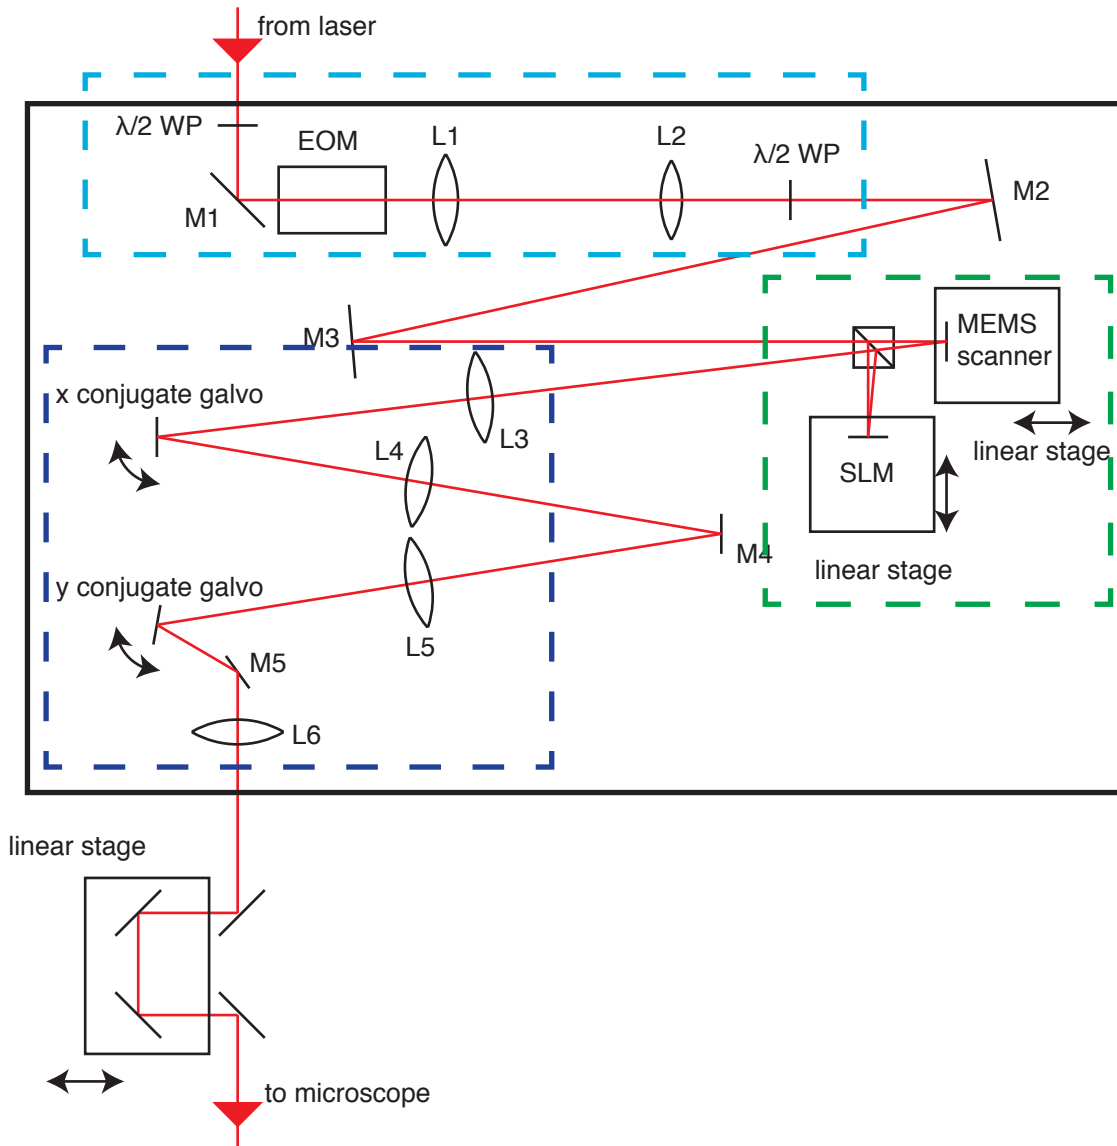 from laser
λ/2 WP
EOM
L1
L2
λ/2 WP
M1
M2
M3
MEMS
scanner
x conjugate galvo
L3
linear stage
L4
SLM
M4
linear stage
y conjugate galvo
L5
M5
L6
linear stage
to microscope